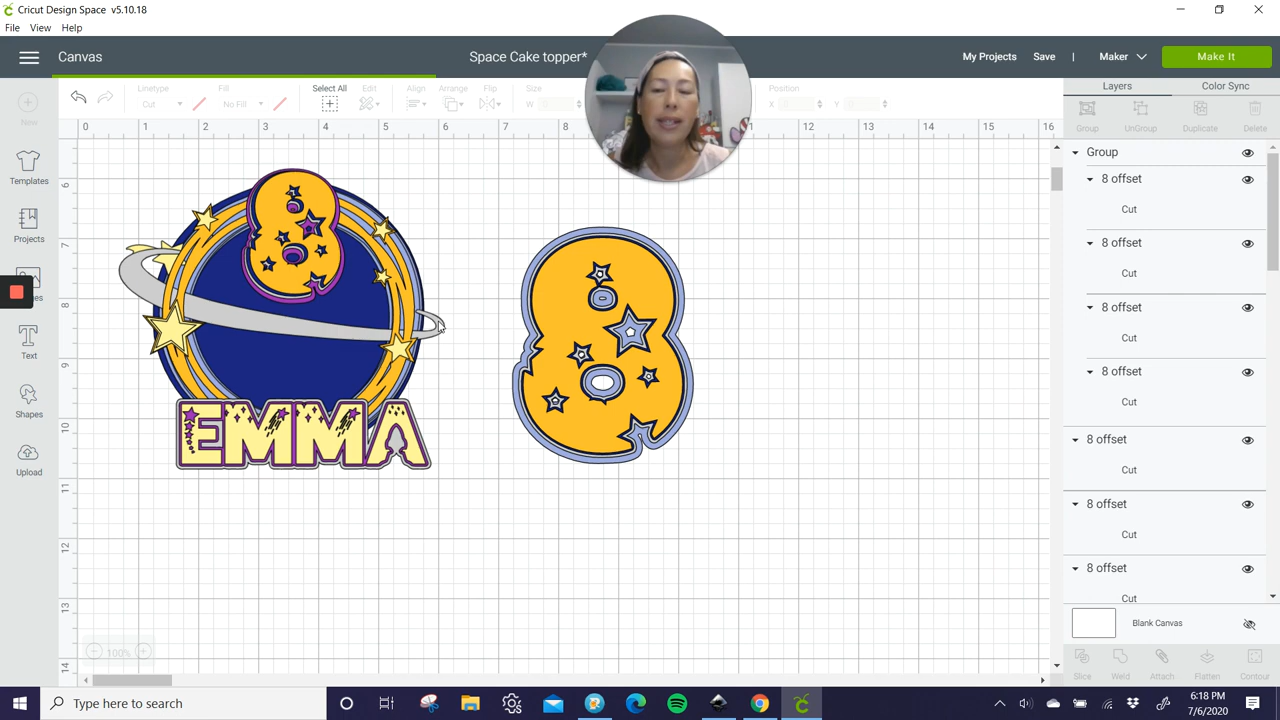 Cricut Design Space v5.10.18
File View Help
Canvas
Space Cake topper*
My Projects Save | Maker Make It
Linetype
Cut
Fill
No Fill
Select All
Edit
Align
Arrange
Flip
Size
W
Position
X Y
Layers
Color Sync
Group
UnGroup
Duplicate
Delete
New
Templates
Projects
Text
Shapes
Upload
0 1 2 3 4 5 6 7 8 11 12 13 14 15 16
6
7
8
9
10
11
12
13
14
8
EMMA
8
100%
Group
8 offset
Cut
8 offset
Cut
8 offset
Cut
8 offset
Cut
8 offset
Cut
8 offset
Cut
8 offset
Cut
Blank Canvas
Slice
Weld
Attach
Flatten
Contour
Type here to search
6:18 PM
7/6/2020